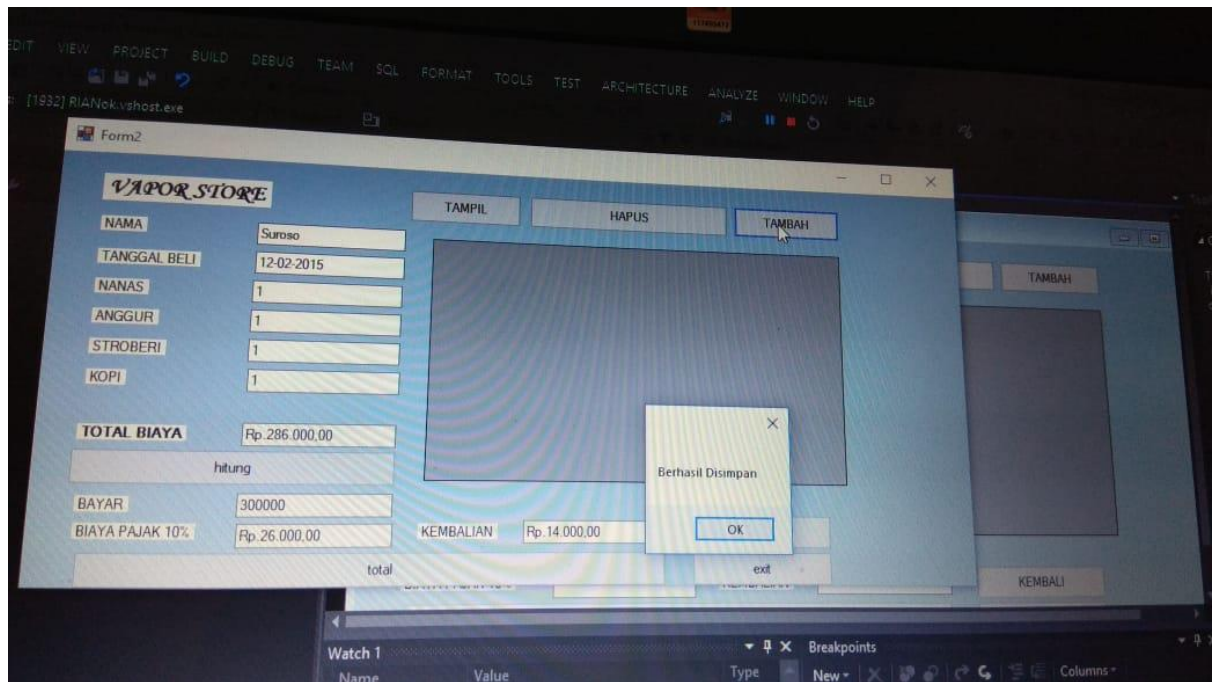 EDIT VIEW PROJECT BUILD DEBUG TEAM SQL FORMAT TOOLS TEST ARCHITECTURE ANALYZE WINDOW HELP
[1932] RIANok.vshost.exe
Form2
VAPOR STORE
TAMPIL HAPUS TAMBAH
NAMA Suroso
TANGGAL BELI 12-02-2015
NANAS 1
ANGGUR 1
STROBERI 1
KOPI 1
TOTAL BIAYA Rp.286.000,00
hitung
BAYAR 300000
BIAYA PAJAK 10% Rp.26.000,00
KEMBALIAN Rp.14.000,00
total
exit
Berhasil Disimpan
OK
TAMBAH
KEMBALI
Watch 1
Name Value Type
Breakpoints
New Columns